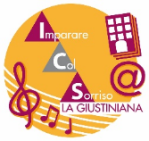 Imparare
Col
Sorriso
LA GIUSTINIANA
@